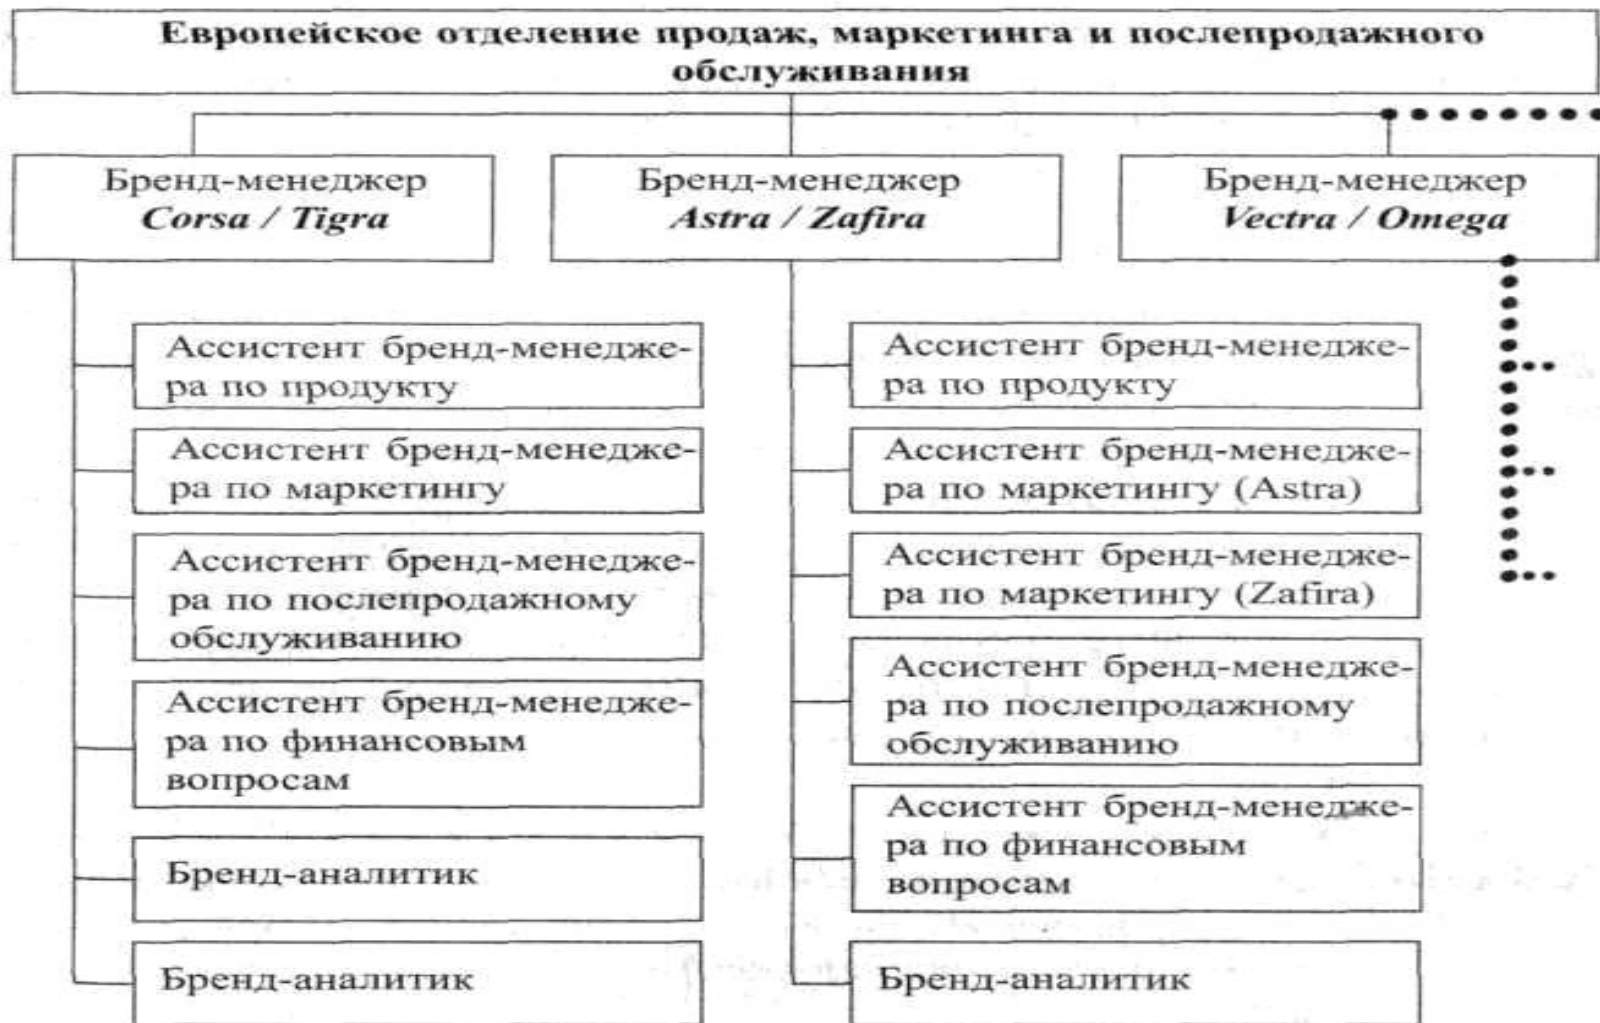 Европейское отделение продаж, маркетинга и послепродажного
обслуживания
Бренд-менеджер
Corsa / Tigra
Бренд-менеджер
Astra / Zafira
Бренд-менеджер
Vectra / Omega
Ассистент бренд-менедже-
ра по продукту
Ассистент бренд-менедже-
ра по маркетингу
Ассистент бренд-менедже-
ра по послепродажному
обслуживанию
Ассистент бренд-менедже-
ра по финансовым
вопросам
Бренд-аналитик
Бренд-аналитик
Ассистент бренд-менедже-
ра по продукту
Ассистент бренд-менедже-
ра по маркетингу (Astra)
Ассистент бренд-менедже-
ра по маркетингу (Zafira)
Ассистент бренд-менедже-
ра по послепродажному
обслуживанию
Ассистент бренд-менедже-
ра по финансовым
вопросам
Бренд-аналитик